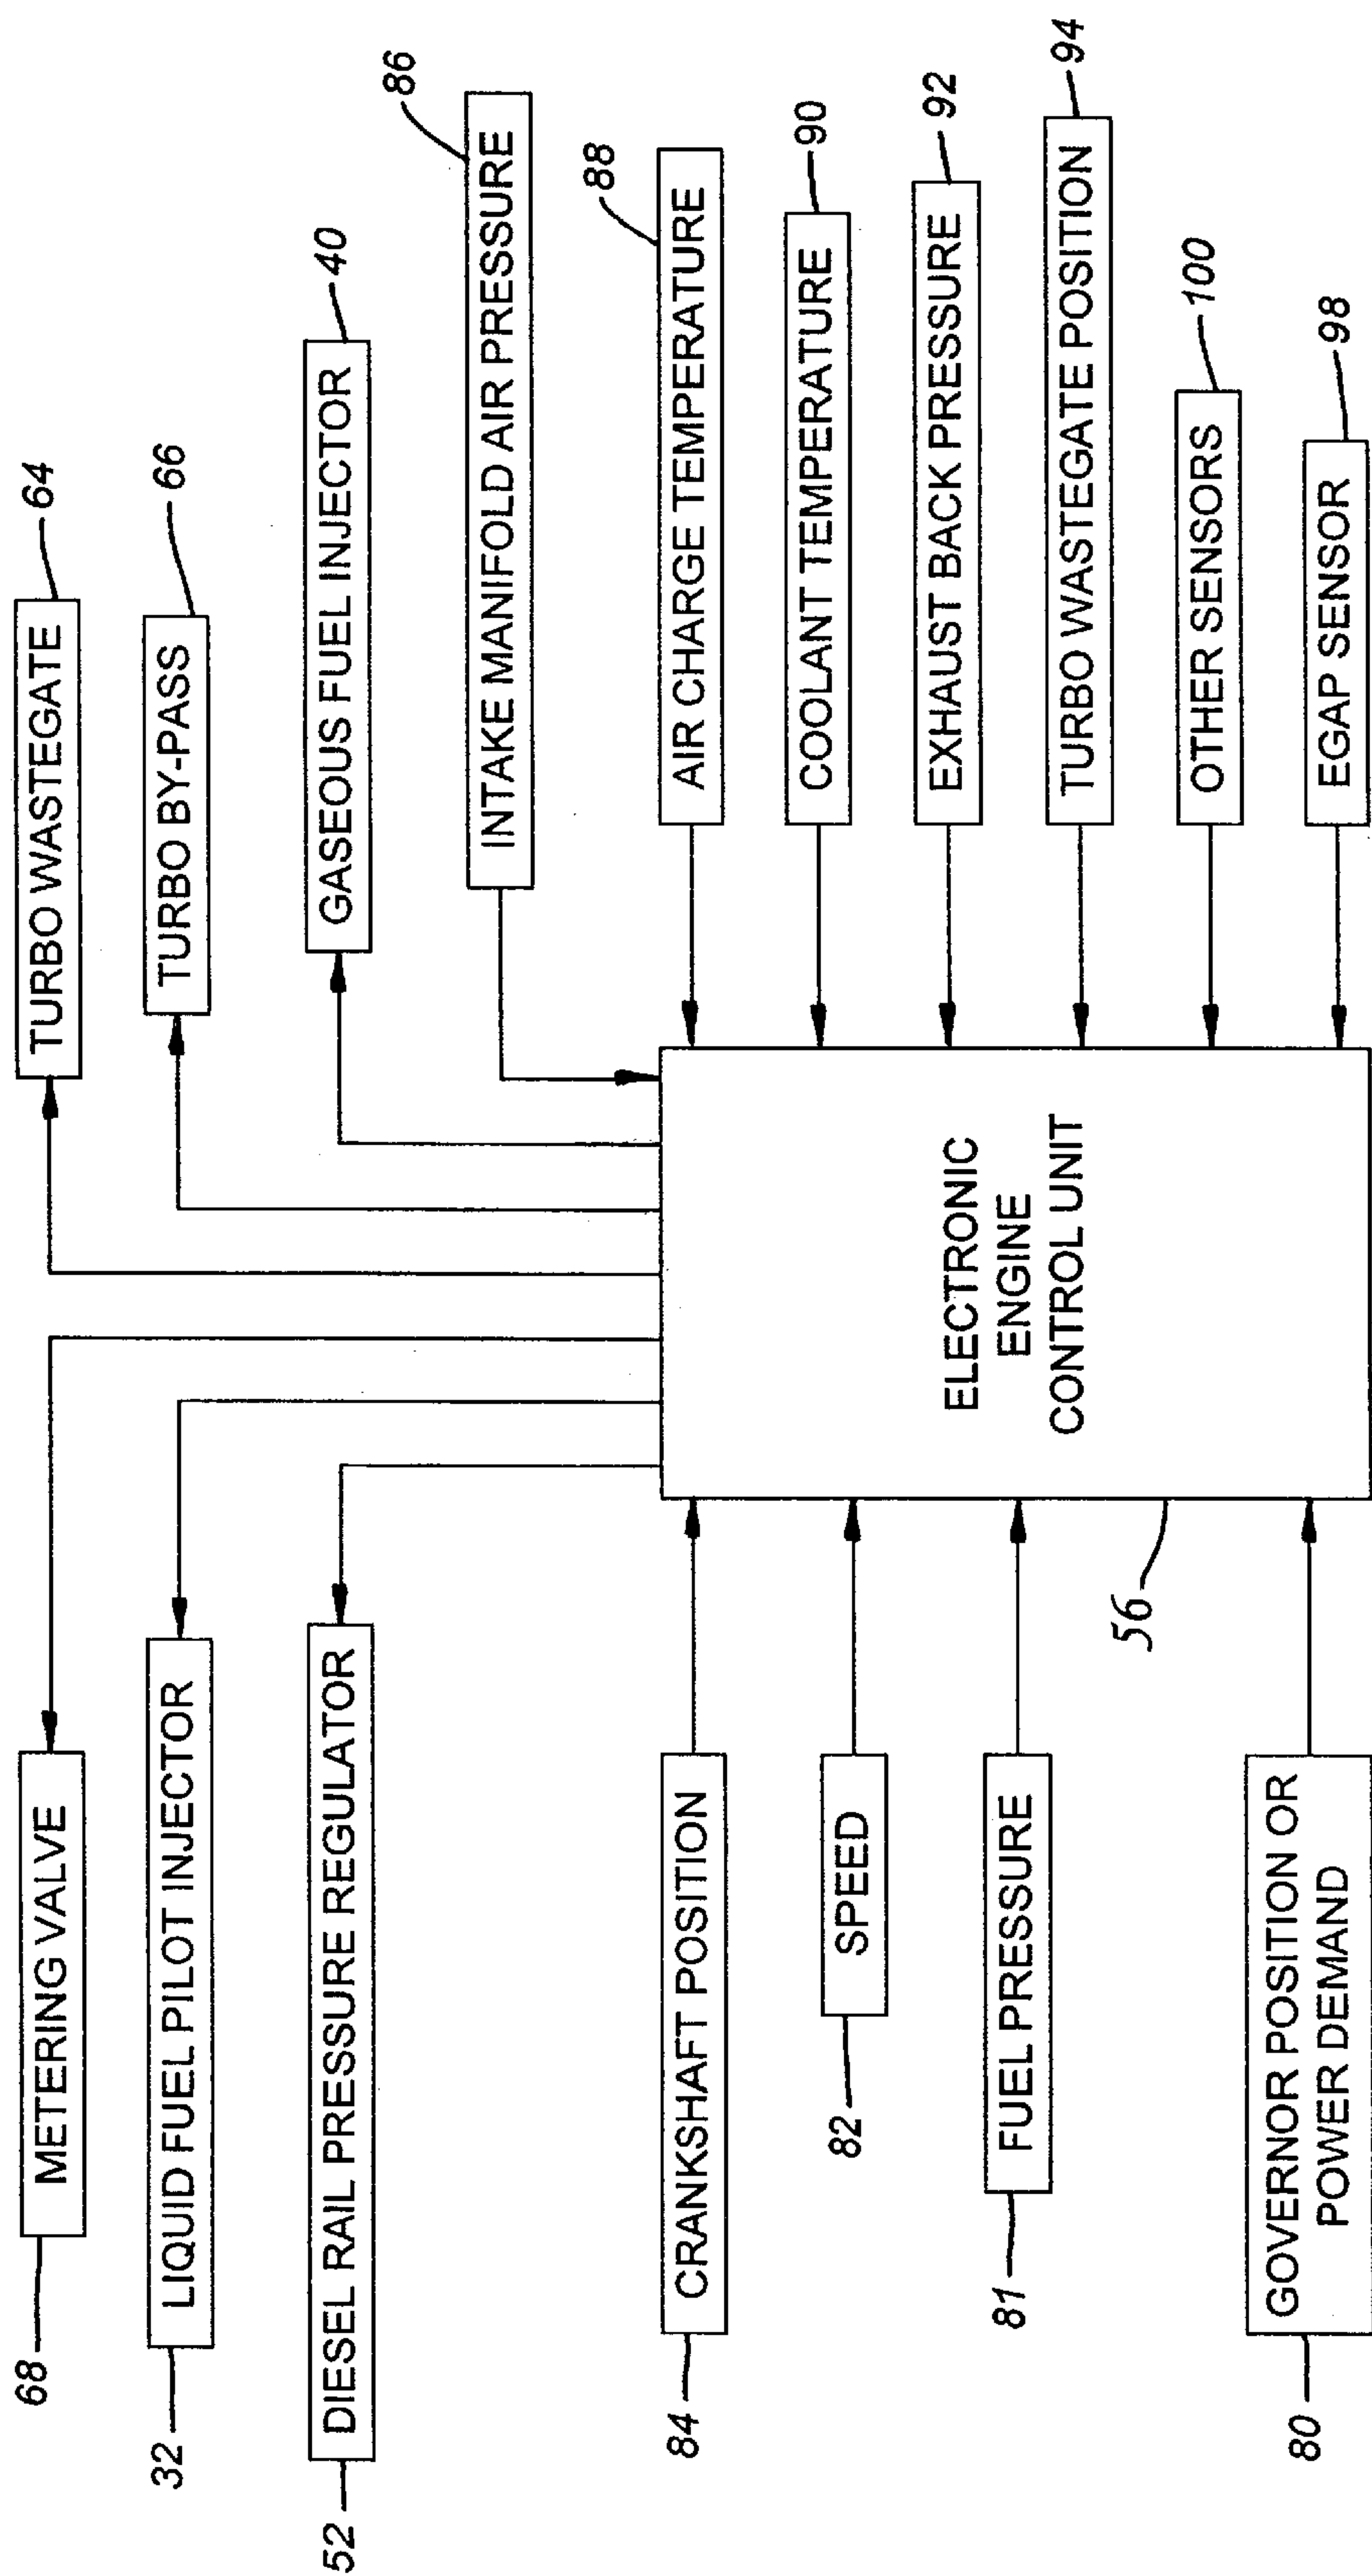 68
METERING VALVE
TURBO WASTEGATE
64
32
LIQUID FUEL PILOT INJECTOR
TURBO BY-PASS
66
52
DIESEL RAIL PRESSURE REGULATOR
GASEOUS FUEL INJECTOR
40
INTAKE MANIFOLD AIR PRESSURE
86
84
CRANKSHAFT POSITION
AIR CHARGE TEMPERATURE
88
82
SPEED
COOLANT TEMPERATURE
90
81
FUEL PRESSURE
EXHAUST BACK PRESSURE
92
ELECTRONIC
ENGINE
CONTROL UNIT
56
TURBO WASTEGATE POSITION
94
OTHER SENSORS
100
80
GOVERNOR POSITION OR
POWER DEMAND
EGAP SENSOR
98